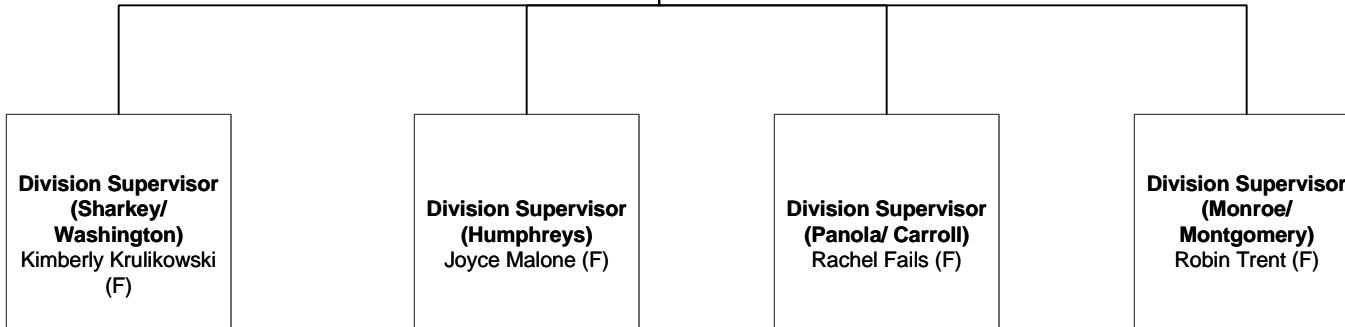 Division Supervisor
(Sharkey/
Washington)
Kimberly Krulikowski
(F)
Division Supervisor
(Humphreys)
Joyce Malone (F)
Division Supervisor
(Panola/ Carroll)
Rachel Fails (F)
Division Supervisor
(Monroe/
Montgomery)
Robin Trent (F)